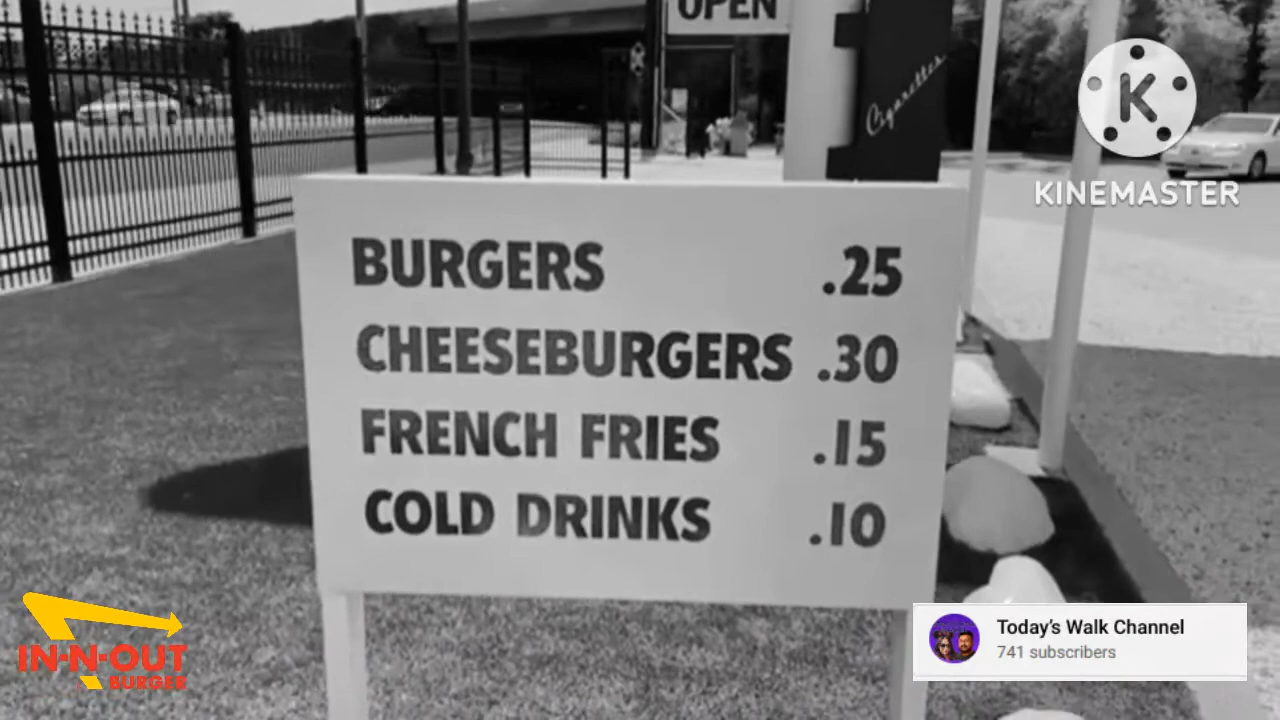 OPEN
Cigarettes
KINEMASTER
BURGERS .25
CHEESEBURGERS .30
FRENCH FRIES .15
COLD DRINKS .10
IN-N-OUT
BURGER
Today's Walk Channel
741 subscribers